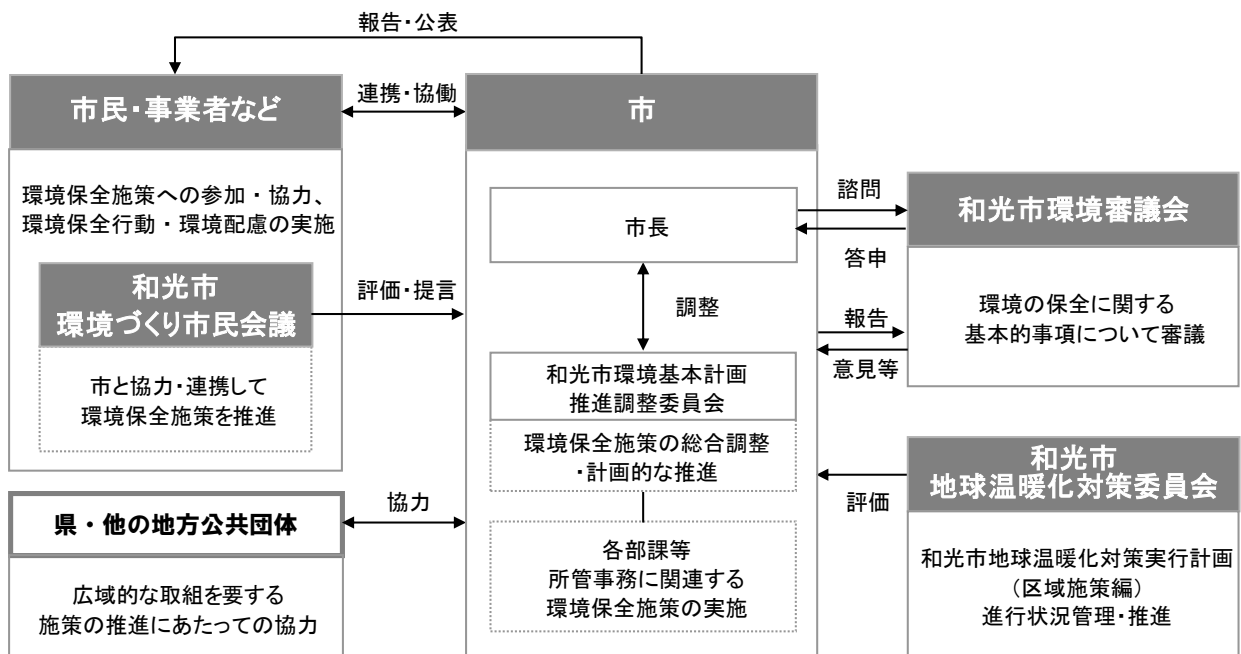 報告・公表
市民・事業者など
連携・協働
市
環境保全施策への参加・協力、
環境保全行動・環境配慮の実施
和光市
環境づくり市民会議
市と協力・連携して
環境保全施策を推進
評価・提言
県・他の地方公共団体
広域的な取組を要する
施策の推進にあたっての協力
協力
市長
調整
和光市環境基本計画
推進調整委員会
環境保全施策の総合調整
・計画的な推進
各部課等
所管事務に関連する
環境保全施策の実施
諮問
答申
報告
意見等
和光市環境審議会
環境の保全に関する
基本的事項について審議
評価
和光市
地球温暖化対策委員会
和光市地球温暖化対策実行計画
（区域施策編）
進行状況管理・推進